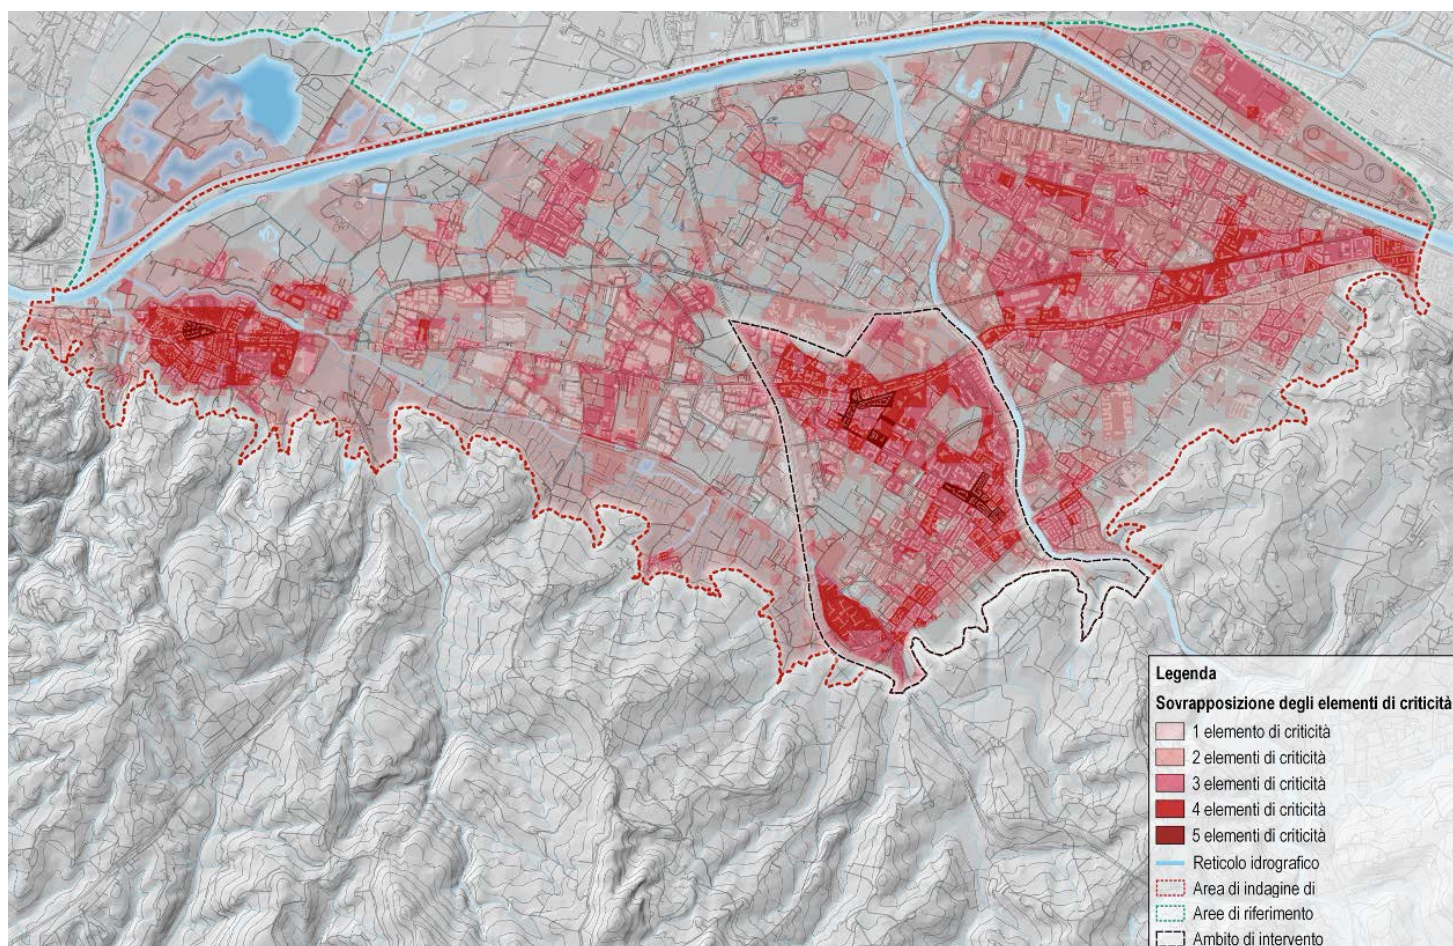 Legenda
Sovrapposizione degli elementi di criticità
1 elemento di criticità
2 elementi di criticità
3 elementi di criticità
4 elementi di criticità
5 elementi di criticità
Reticolo idrografico
Area di indagine di
Aree di riferimento
Ambito di intervento